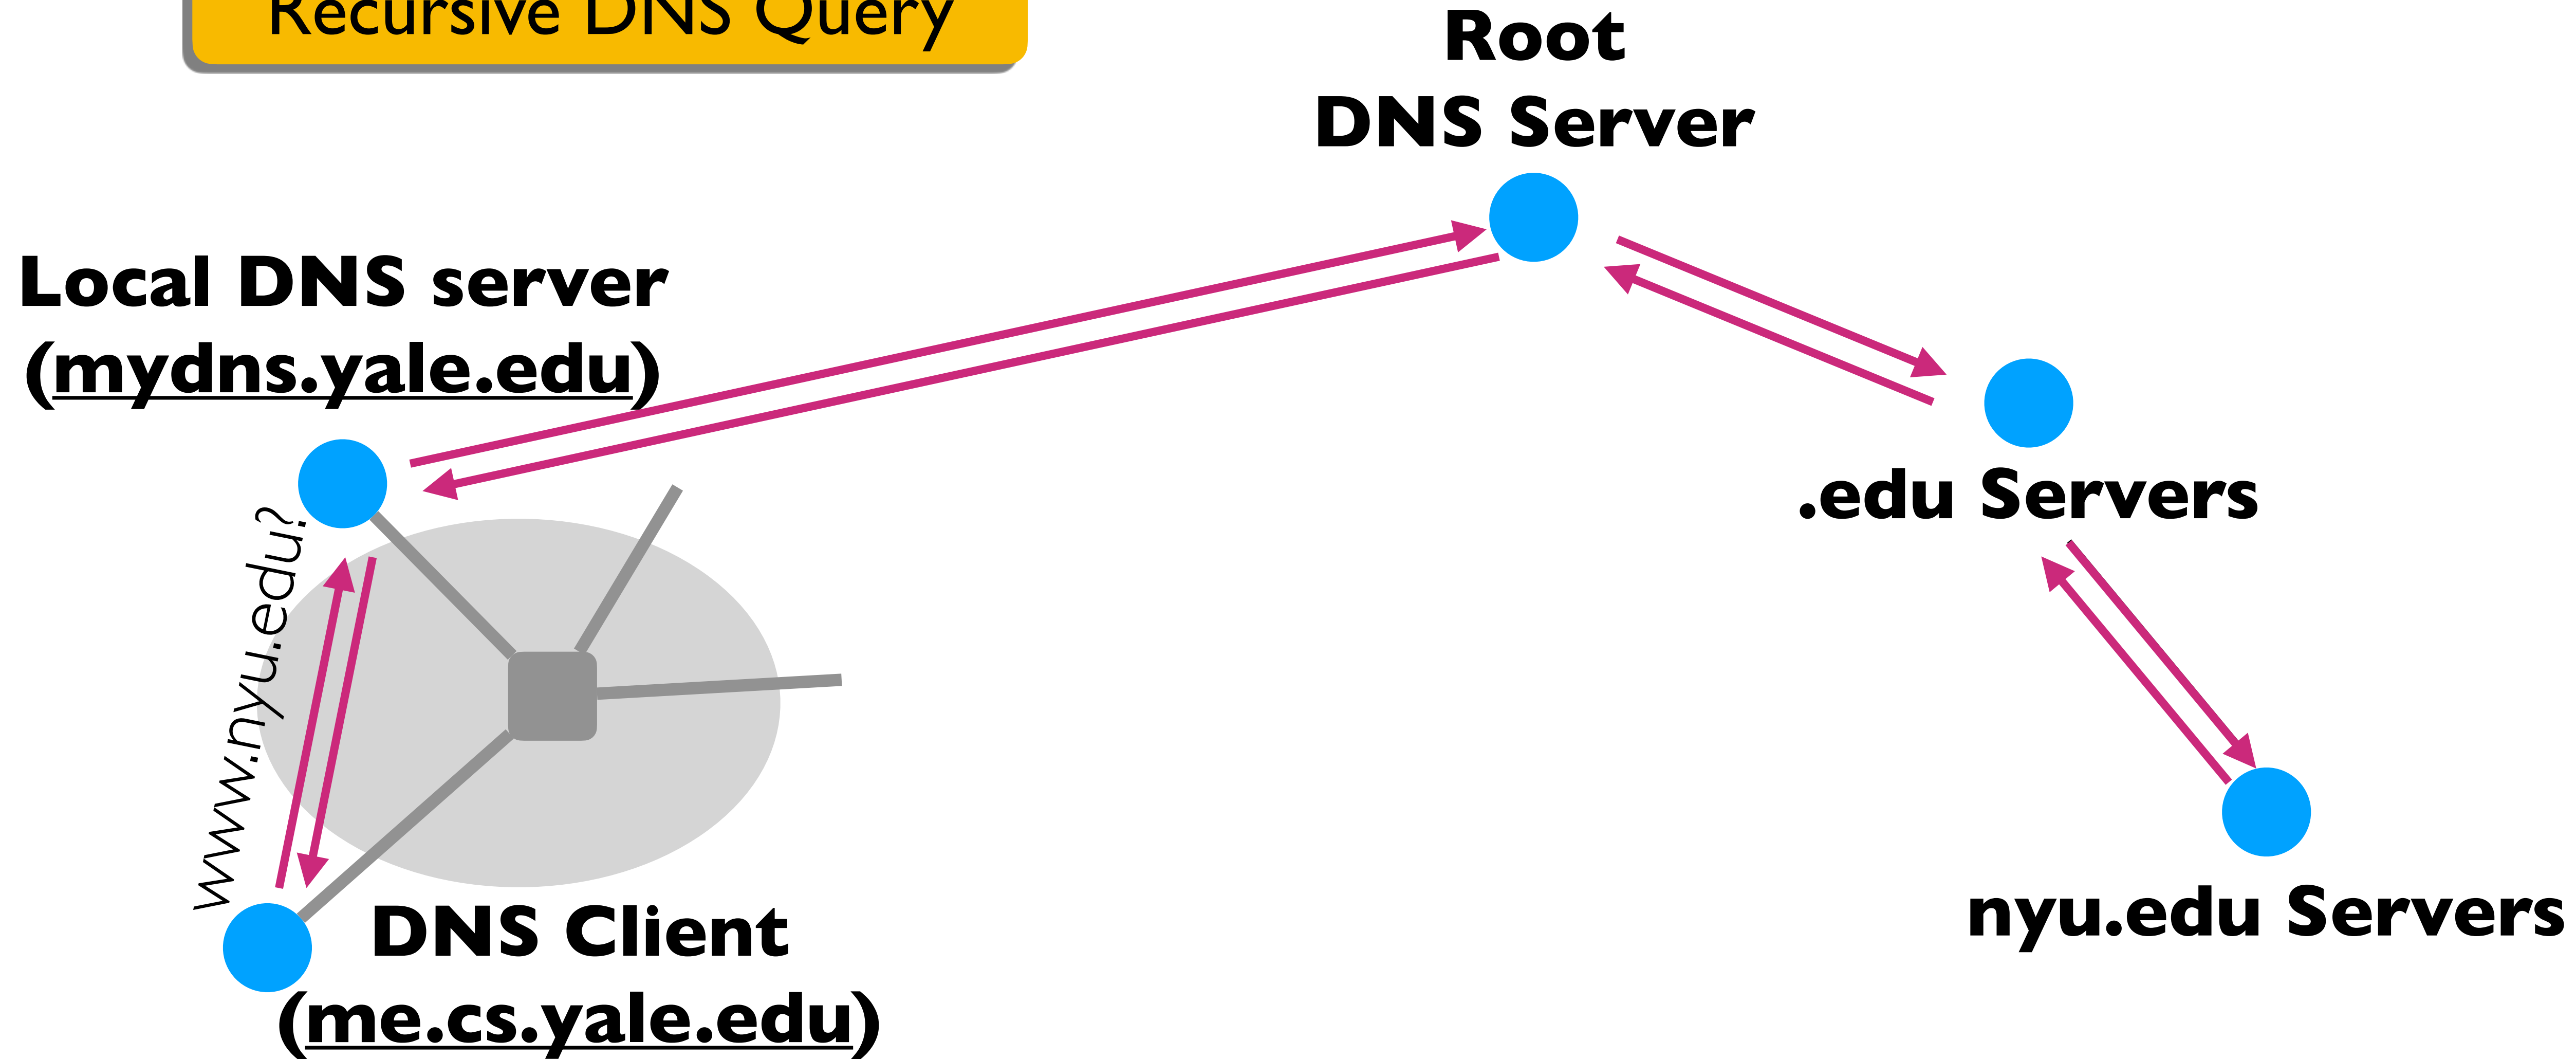 Recursive DNS Query
Root
DNS Server
Local DNS server
(mydns.yale.edu)
.edu Servers
www.nyu.edu?
nyu.edu Servers
DNS Client
(me.cs.yale.edu)